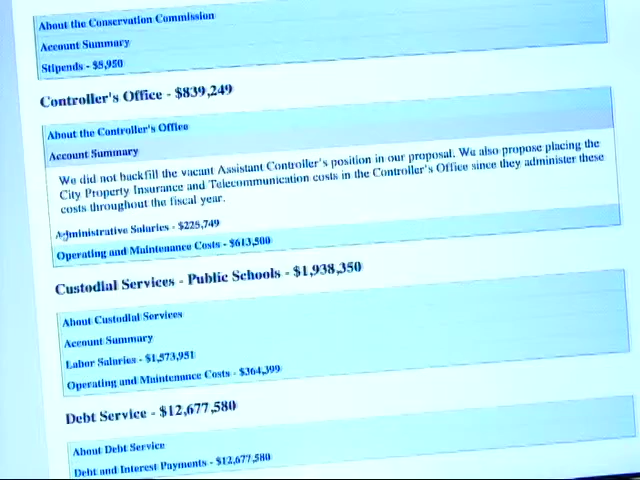 About the Conservation Commission
Account Summary
Stipends - $5,950
Controller's Office - $839,249
About the Controller's Office
Account Summary
We did not backfill the vacant Assistant Controller's position in our proposal. We also propose placing the
City Property Insurance and Telecommunication costs in the Controller's Office since they administer these
costs throughout the fiscal year.
Administrative Salaries - $225,749
Operating and Maintenance Costs - $613,500
Custodial Services - Public Schools - $1,938,350
About Custodial Services
Account Summary
Labor Salaries - $1,573,951
Operating and Maintenance Costs - $364,399
Debt Service - $12,677,580
About Debt Service
Debt and Interest Payments - $12,677,580